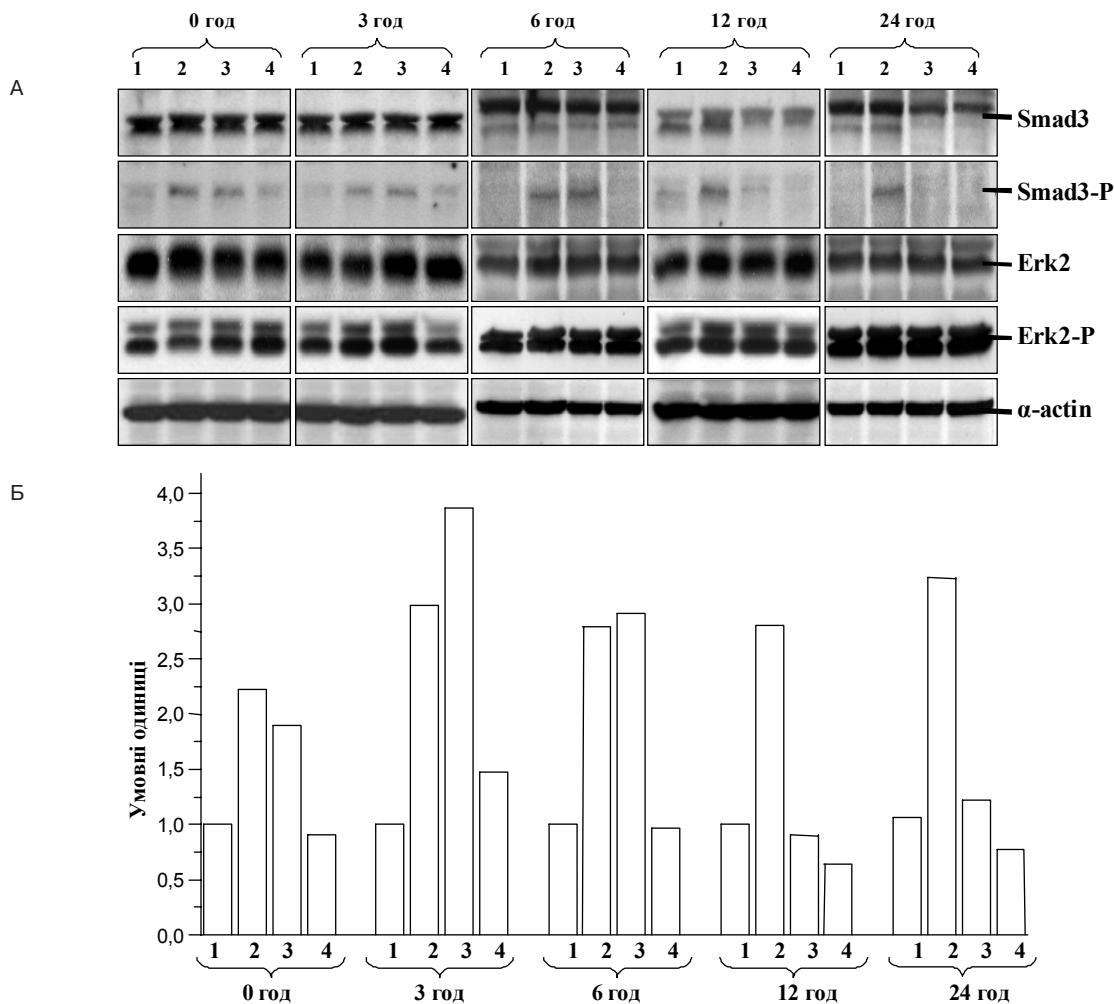 0 год 3 год 6 год 12 год 24 год
1 2 3 4 1 2 3 4 1 2 3 4 1 2 3 4 1 2 3 4
А
Smad3
Smad3-P
Erk2
Erk2-P
α-actin
Б
Умовні одиниці
4,0
3,5
3,0
2,5
2,0
1,5
1,0
0,5
0,0
1 2 3 4 1 2 3 4 1 2 3 4 1 2 3 4 1 2 3 4
0 год 3 год 6 год 12 год 24 год